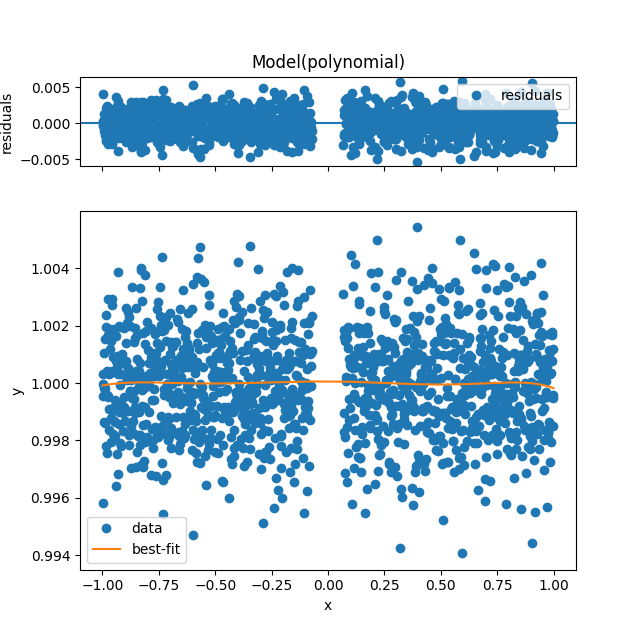 Model(polynomial)
0.005
0.000
−0.005
residuals
residuals
1.004
1.002
1.000
0.998
0.996
0.994
y
data
best-fit
−1.00 −0.75 −0.50 −0.25 0.00 0.25 0.50 0.75 1.00
x